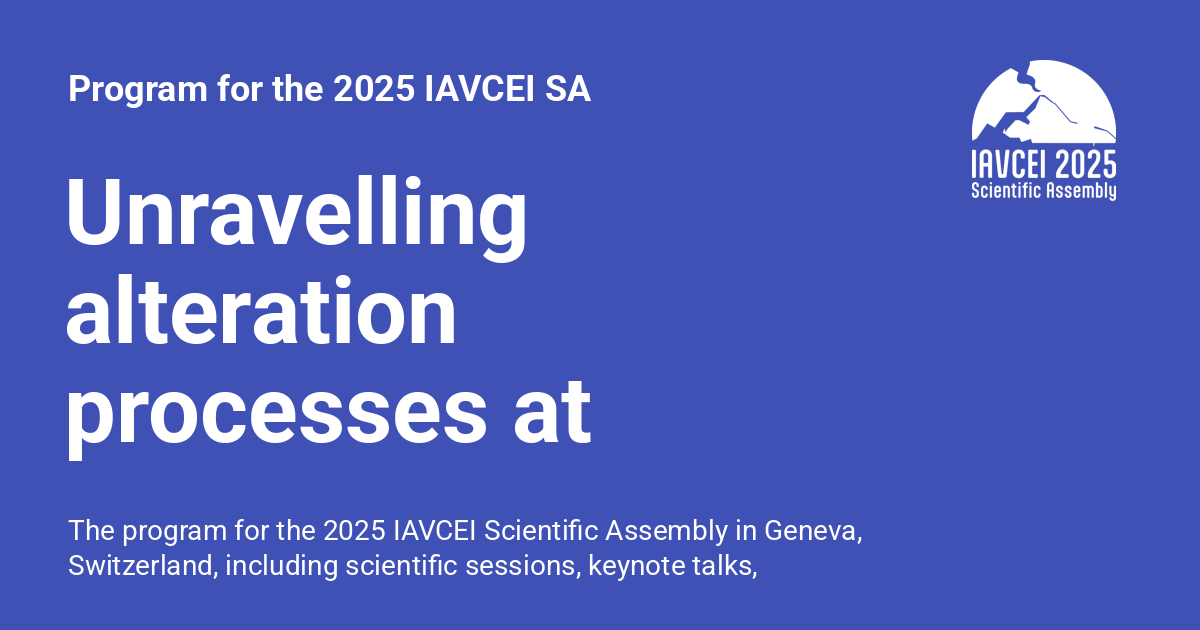 Program for the 2025 IAVCEI SA
IAVCEI 2025
Scientific Assembly
Unravelling
alteration
processes at
The program for the 2025 IAVCEI Scientific Assembly in Geneva,
Switzerland, including scientific sessions, keynote talks,